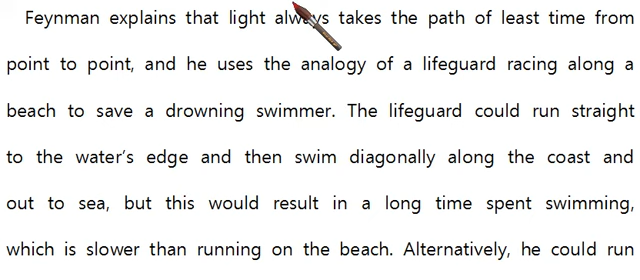 Feynman explains that light always takes the path of least time from
point to point, and he uses the analogy of a lifeguard racing along a
beach to save a drowning swimmer. The lifeguard could run straight
to the water's edge and then swim diagonally along the coast and
out to sea, but this would result in a long time spent swimming,
which is slower than running on the beach. Alternatively, he could run